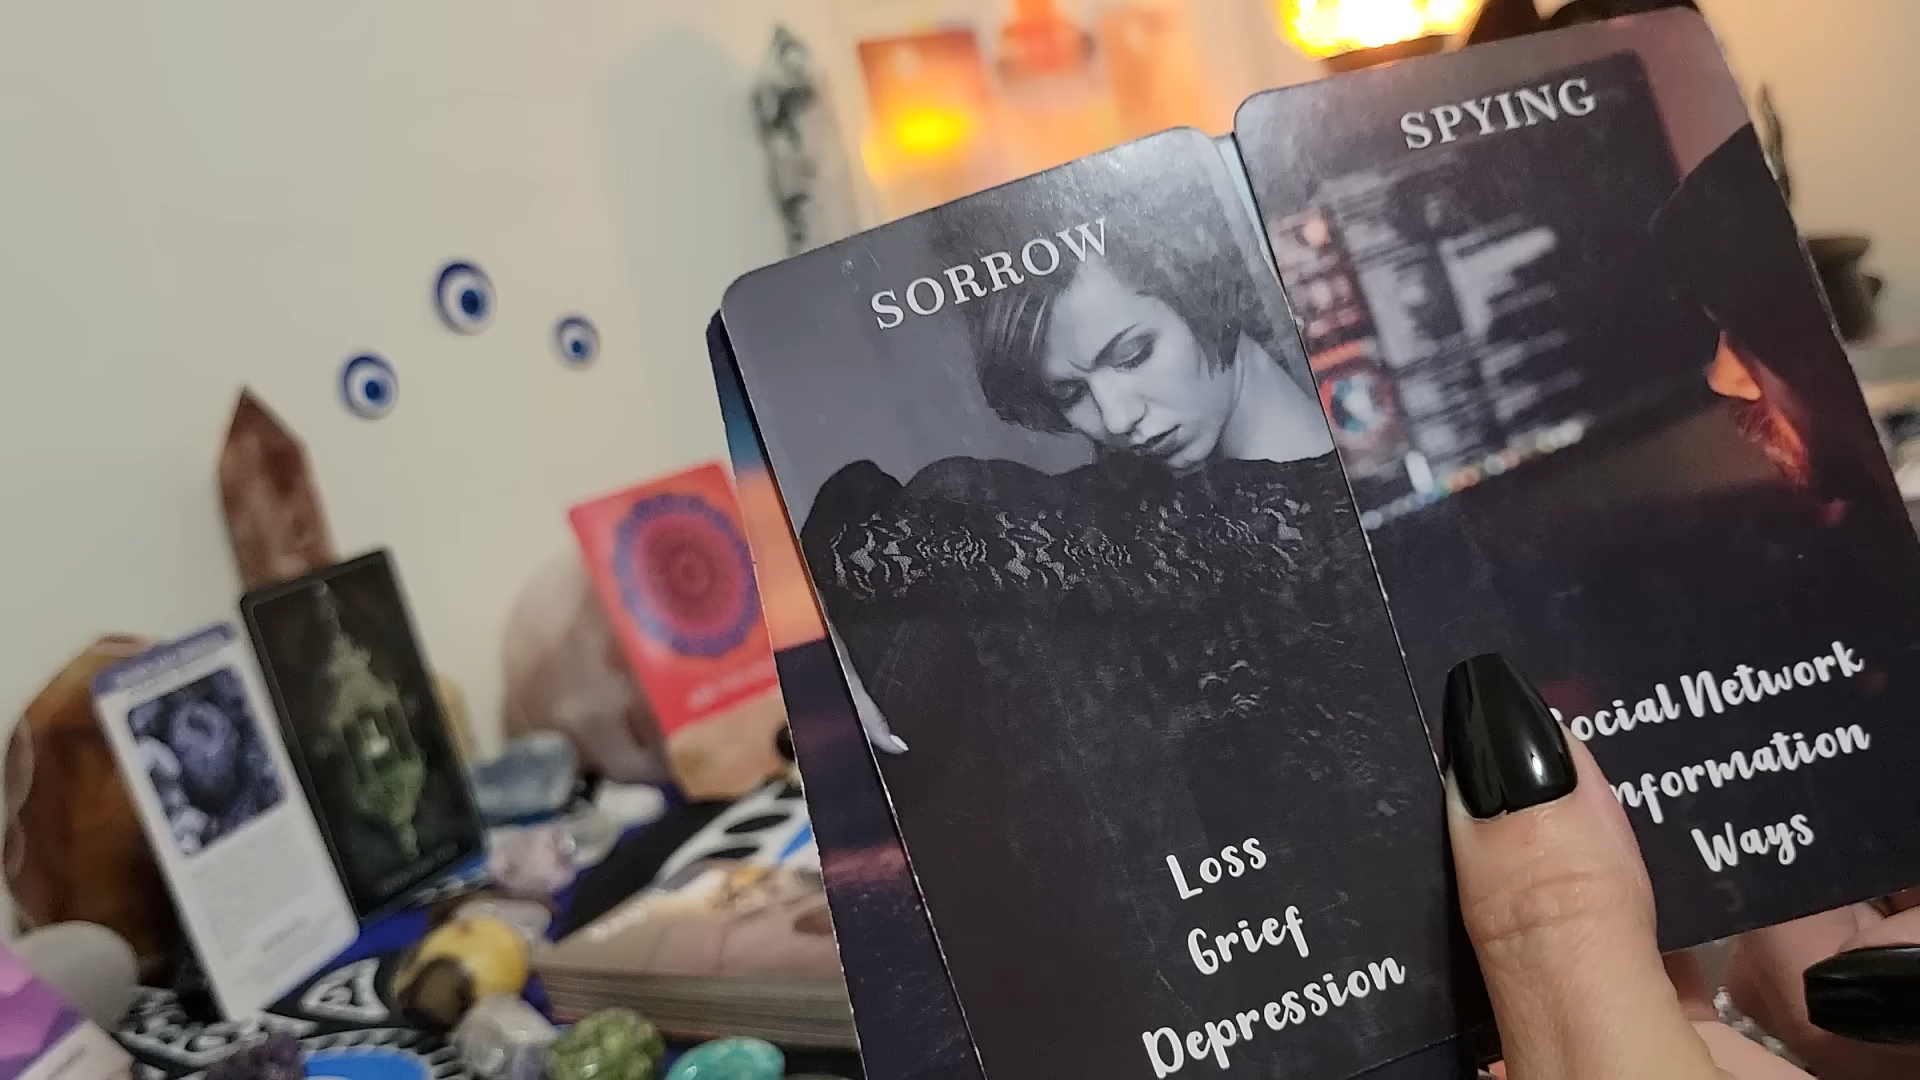 SORROW
Loss
Grief
Depression
SPYING
Social Network
Information
Ways